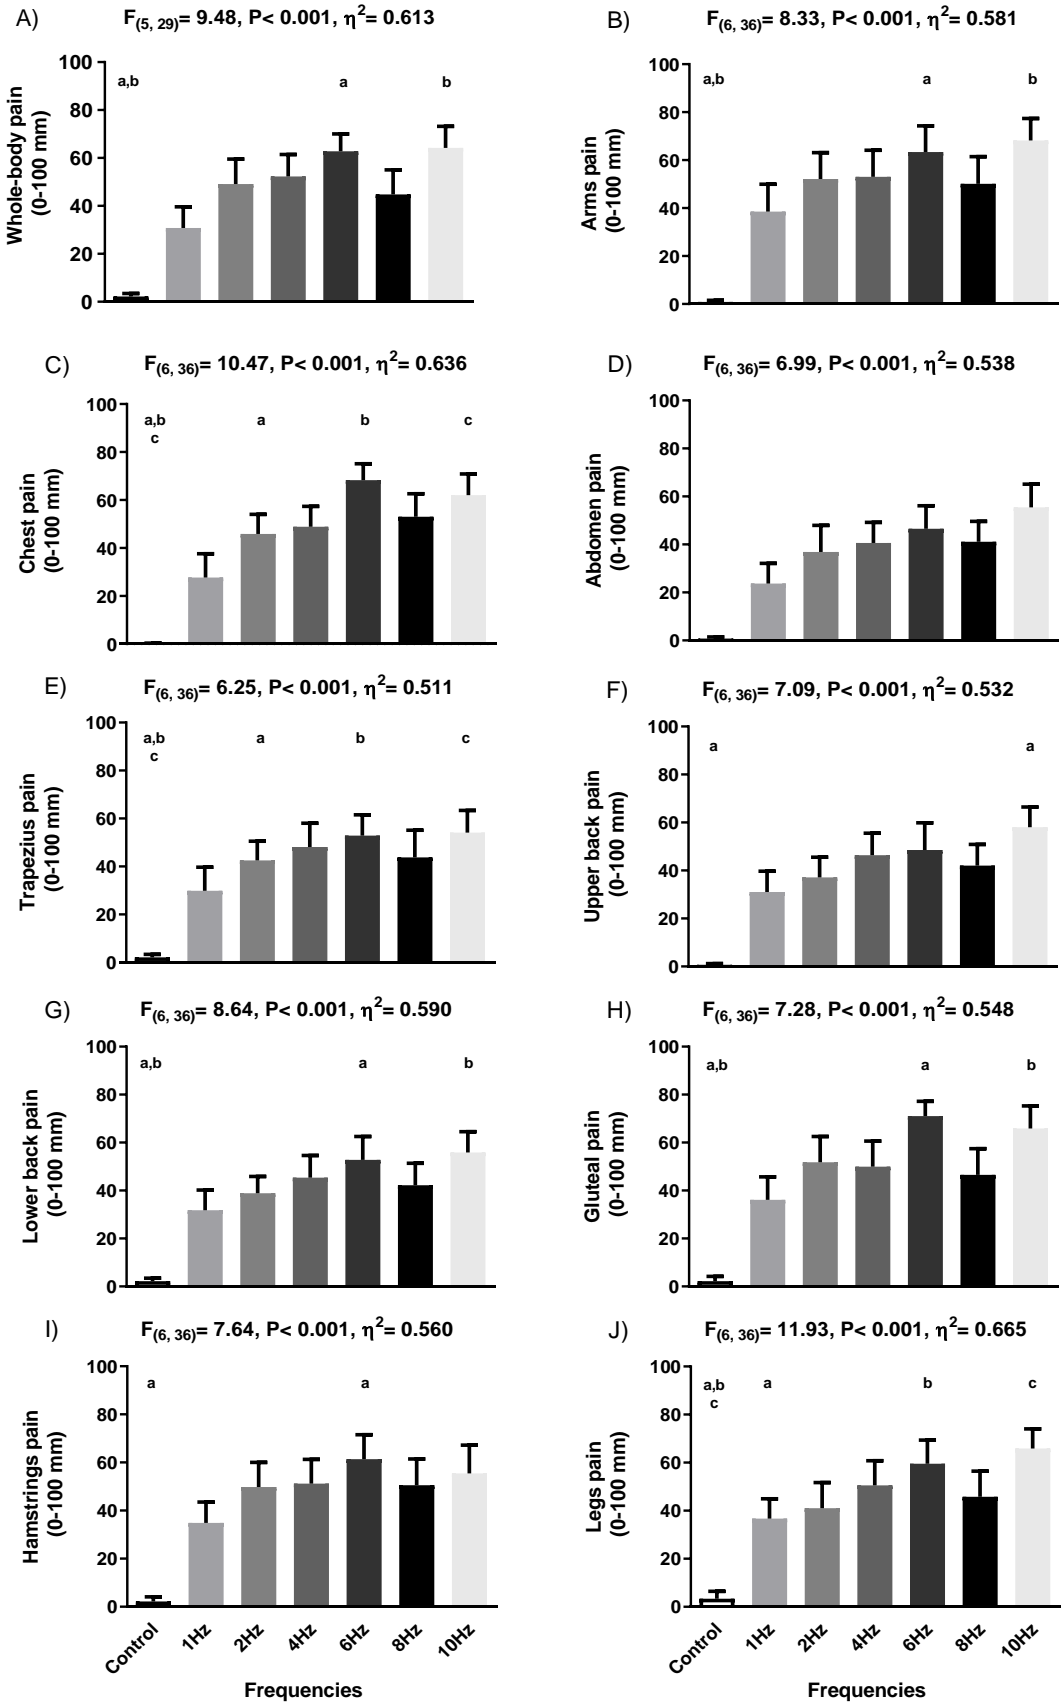 A)
F(5, 29)= 9.48, P< 0.001, η2= 0.613
Whole-body pain
(0-100 mm)
100
80
60
40
20
0
a,b
a
b
B)
F(6, 36)= 8.33, P< 0.001, η2= 0.581
Arms pain
(0-100 mm)
100
80
60
40
20
0
a,b
a
b
C)
F(6, 36)= 10.47, P< 0.001, η2= 0.636
Chest pain
(0-100 mm)
100
80
60
40
20
0
a,b
c
a
b
c
D)
F(6, 36)= 6.99, P< 0.001, η2= 0.538
Abdomen pain
(0-100 mm)
100
80
60
40
20
0
E)
F(6, 36)= 6.25, P< 0.001, η2= 0.511
Trapezius pain
(0-100 mm)
100
80
60
40
20
0
a,b
c
a
b
c
F)
F(6, 36)= 7.09, P< 0.001, η2= 0.532
Upper back pain
(0-100 mm)
100
80
60
40
20
0
a
a
G)
F(6, 36)= 8.64, P< 0.001, η2= 0.590
Lower back pain
(0-100 mm)
100
80
60
40
20
0
a,b
a
b
H)
F(6, 36)= 7.28, P< 0.001, η2= 0.548
Gluteal pain
(0-100 mm)
100
80
60
40
20
0
a,b
a
b
I)
F(6, 36)= 7.64, P< 0.001, η2= 0.560
Hamstrings pain
(0-100 mm)
100
80
60
40
20
0
a
a
Control
1Hz
2Hz
4Hz
6Hz
8Hz
10Hz
Frequencies
J)
F(6, 36)= 11.93, P< 0.001, η2= 0.665
Legs pain
(0-100 mm)
100
80
60
40
20
0
a,b
c
a
b
c
Control
1Hz
2Hz
4Hz
6Hz
8Hz
10Hz
Frequencies